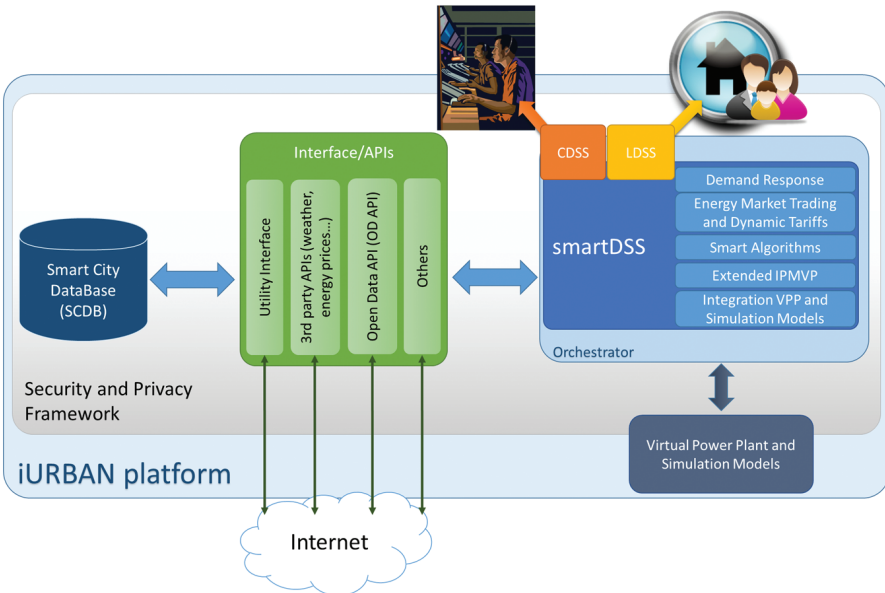 CDSS
LDSS
Interface/APIs
Utility Interface
3rd party APIs (weather,
energy prices...)
Open Data API (OD API)
Others
Smart City
DataBase
(SCDB)
smartDSS
Demand Response
Energy Market Trading
and Dynamic Tariffs
Smart Algorithms
Extended IPMVP
Integration VPP and
Simulation Models
Orchestrator
Security and Privacy
Framework
Virtual Power Plant and
Simulation Models
iURBAN platform
Internet